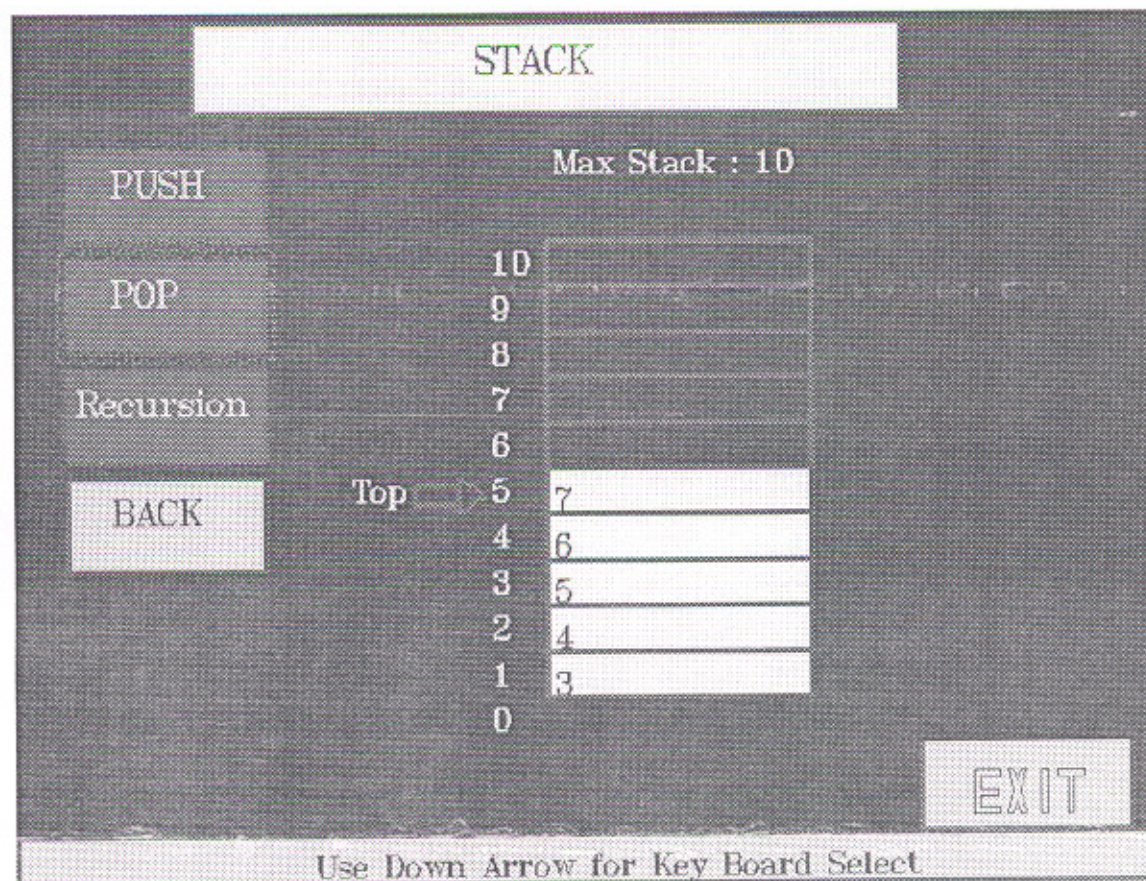 STACK
Max Stack : 10
PUSH
POP
Recursion
BACK
10
9
8
7
6
Top 5 7
4 6
3 5
2 4
1 3
0
EXIT
Use Down Arrow for Key Board Select